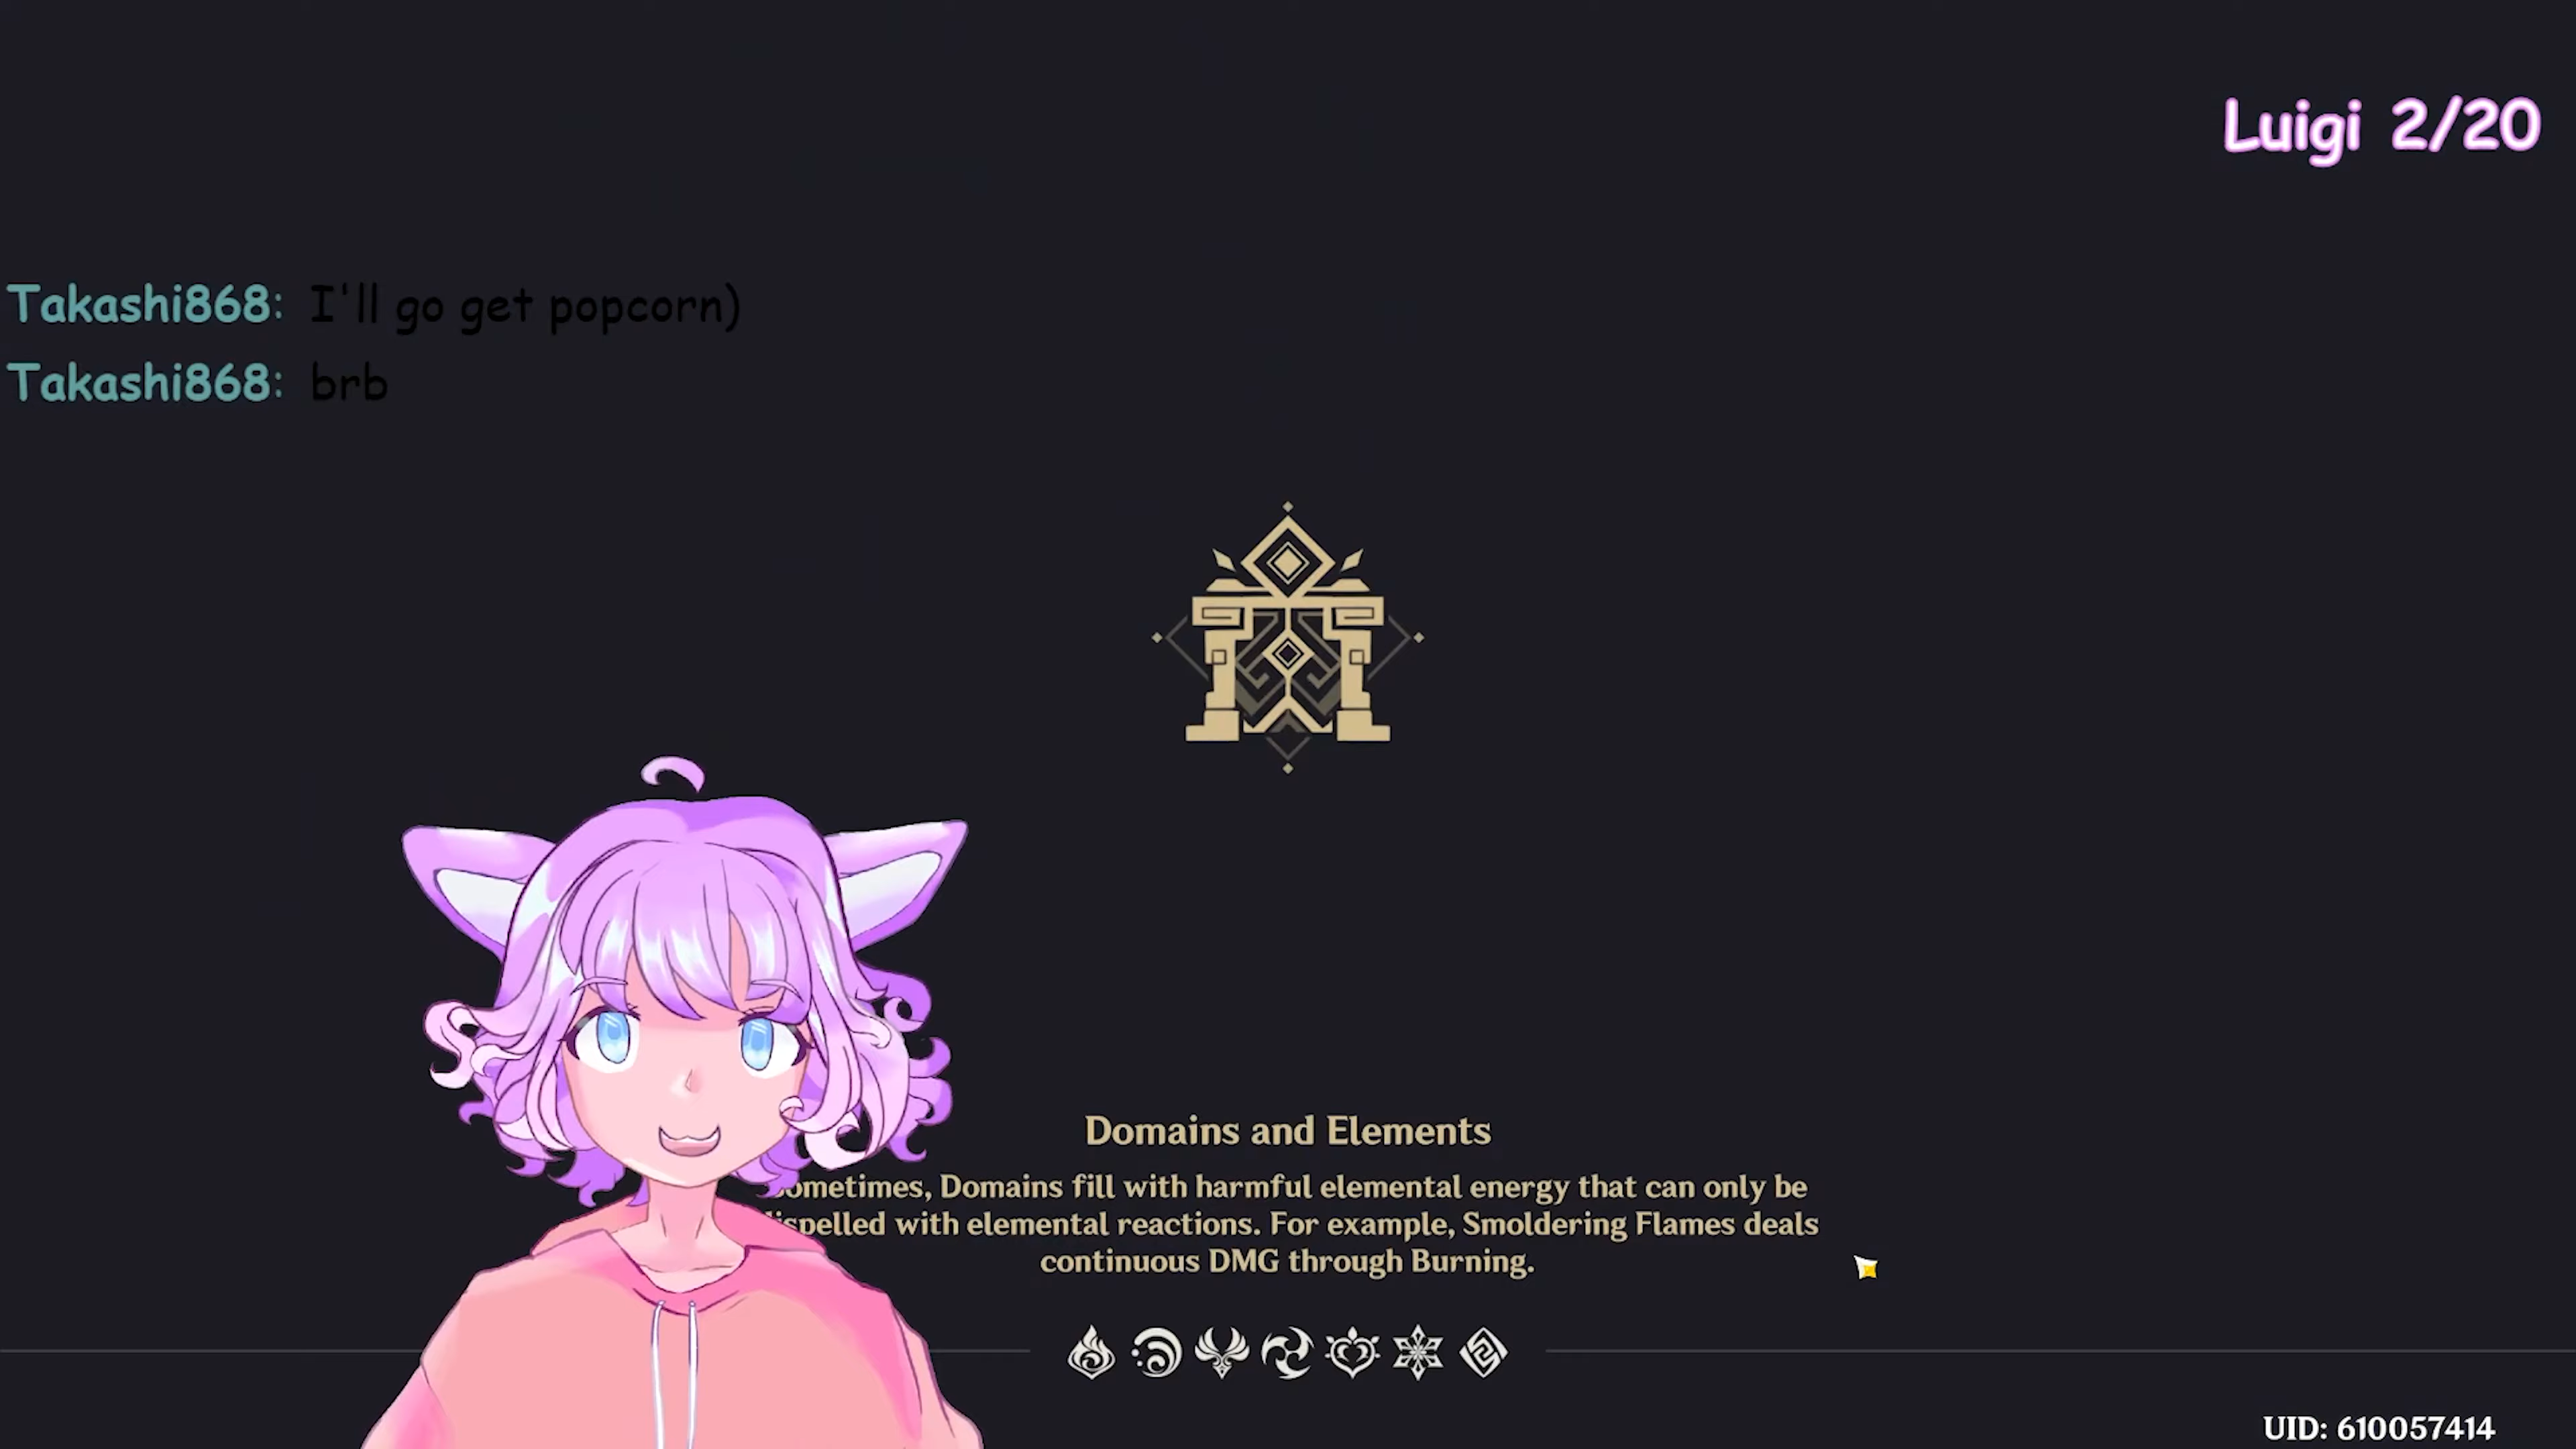 Luigi 2/20
Takashi868: I'll go get popcorn)
Takashi868: brb
Domains and Elements
ometimes, Domains fill with harmful elemental energy that can only be
ispelled with elemental reactions. For example, Smoldering Flames deals
continuous DMG through Burning.
UID: 610057414